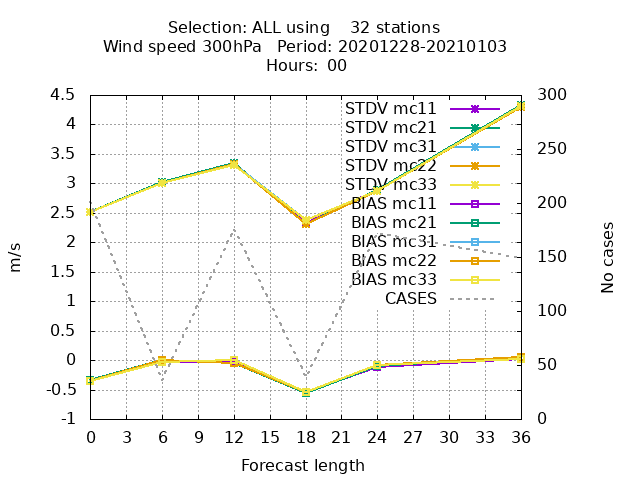 Selection: ALL using    32 stations
Wind speed 300hPa   Period: 20201228-20210103
Hours: 00
4.5
4
3.5
3
2.5
2
1.5
1
0.5
0
-0.5
-1
m/s
STDV mc11
STDV mc21
STDV mc31
STDV mc22
STDV mc33
BIAS mc11
BIAS mc21
BIAS mc31
BIAS mc22
BIAS mc33
CASES
300
250
200
150
100
50
0
No cases
0 3 6 9 12 15 18 21 24 27 30 33 36
Forecast length